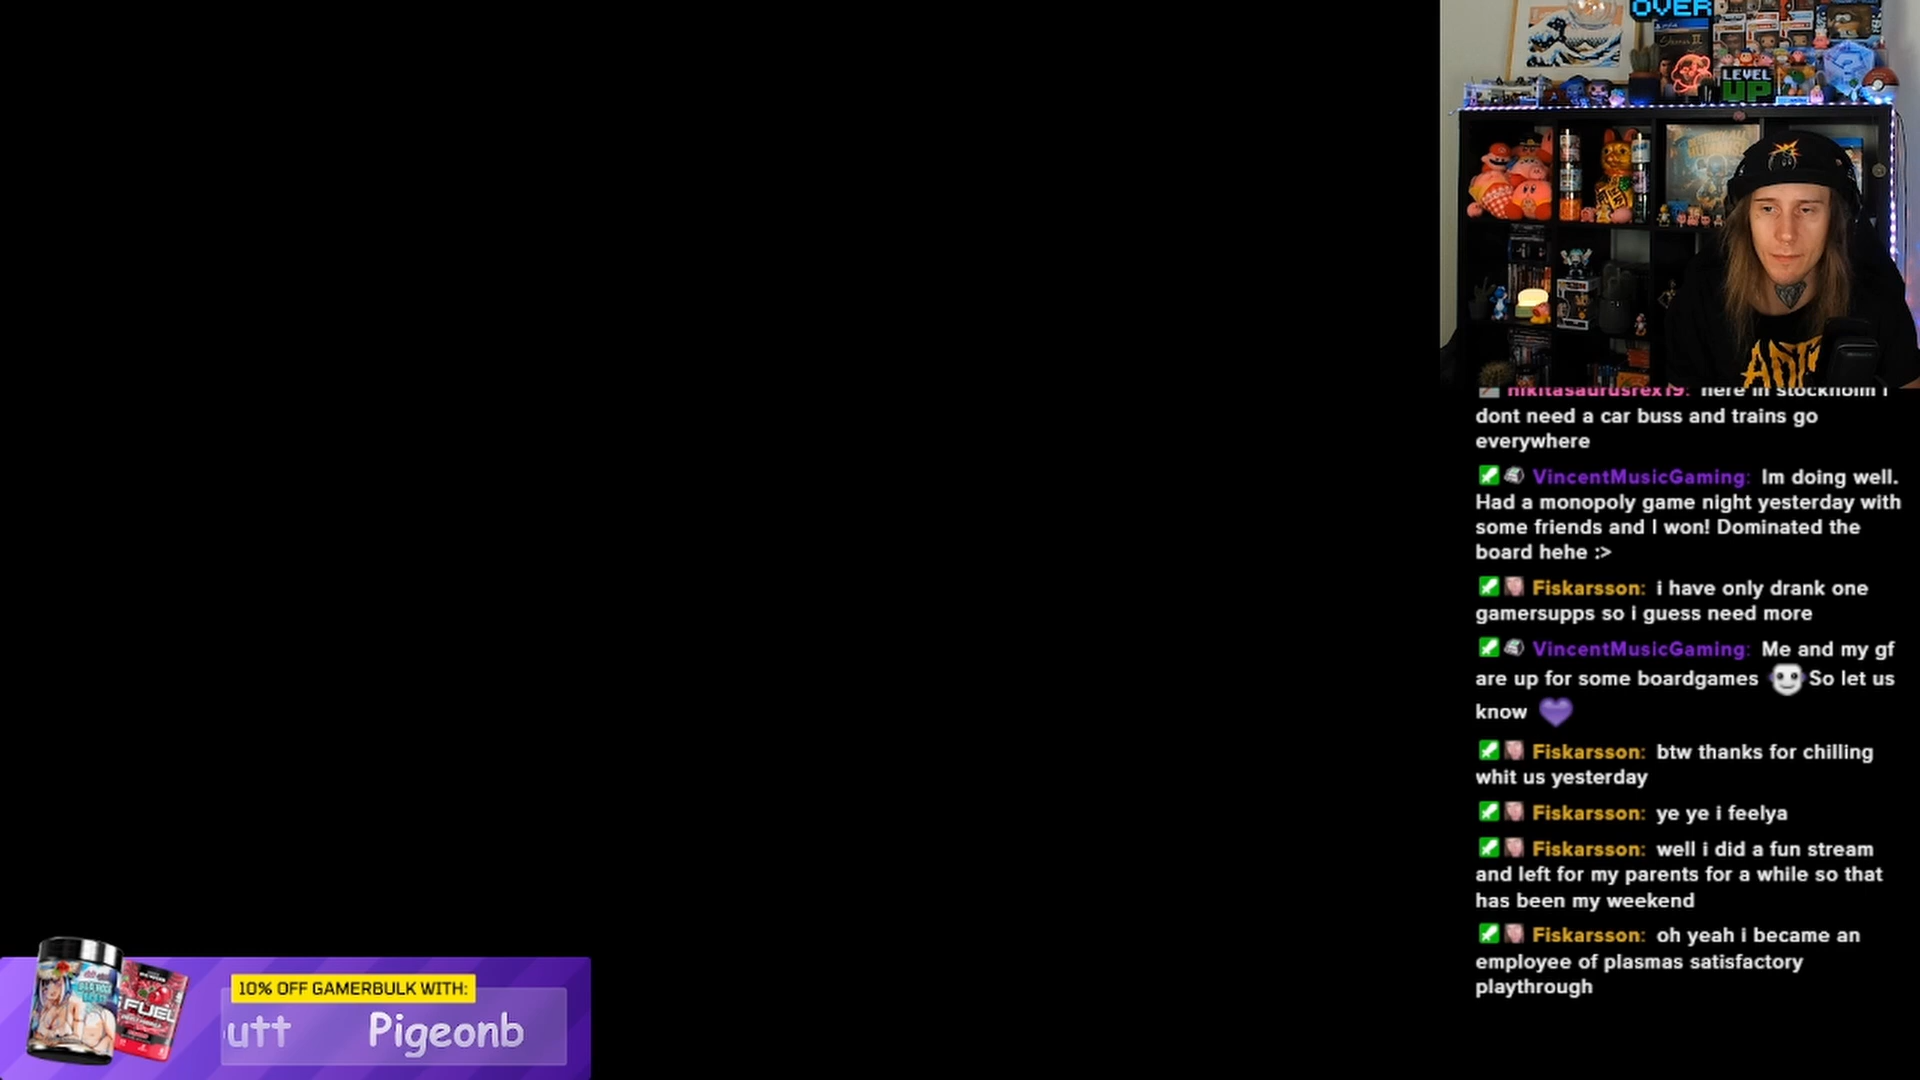 OVER
LEVEL
UP
nikitasaurusrex19: here in stockholm i
dont need a car buss and trains go
everywhere
VincentMusicGaming: Im doing well.
Had a monopoly game night yesterday with
some friends and I won! Dominated the
board hehe :>
Fiskarsson: i have only drank one
gamersupps so i guess need more
VincentMusicGaming: Me and my gf
are up for some boardgames So let us
know
Fiskarsson: btw thanks for chilling
whit us yesterday
Fiskarsson: ye ye i feelya
Fiskarsson: well i did a fun stream
and left for my parents for a while so that
has been my weekend
Fiskarsson: oh yeah i became an
employee of plasmas satisfactory
playthrough
10% OFF GAMERBULK WITH:
utt Pigeonb
FUEL